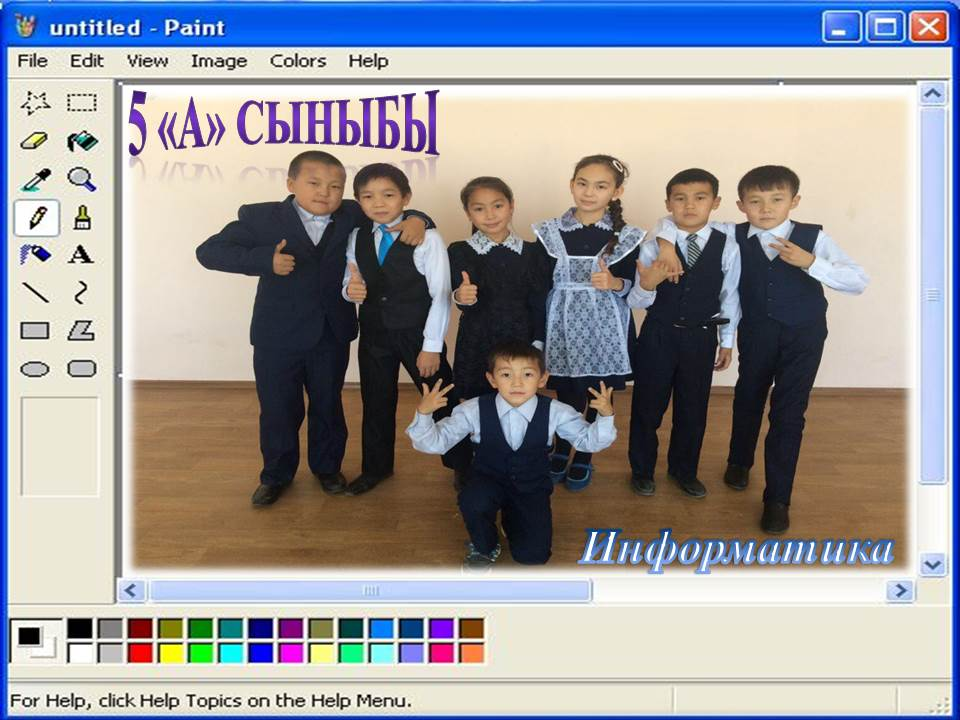 untitled - Paint
File Edit View Image Colors Help
5 «А» СЫНЫБЫ
Информатика
For Help, click Help Topics on the Help Menu.